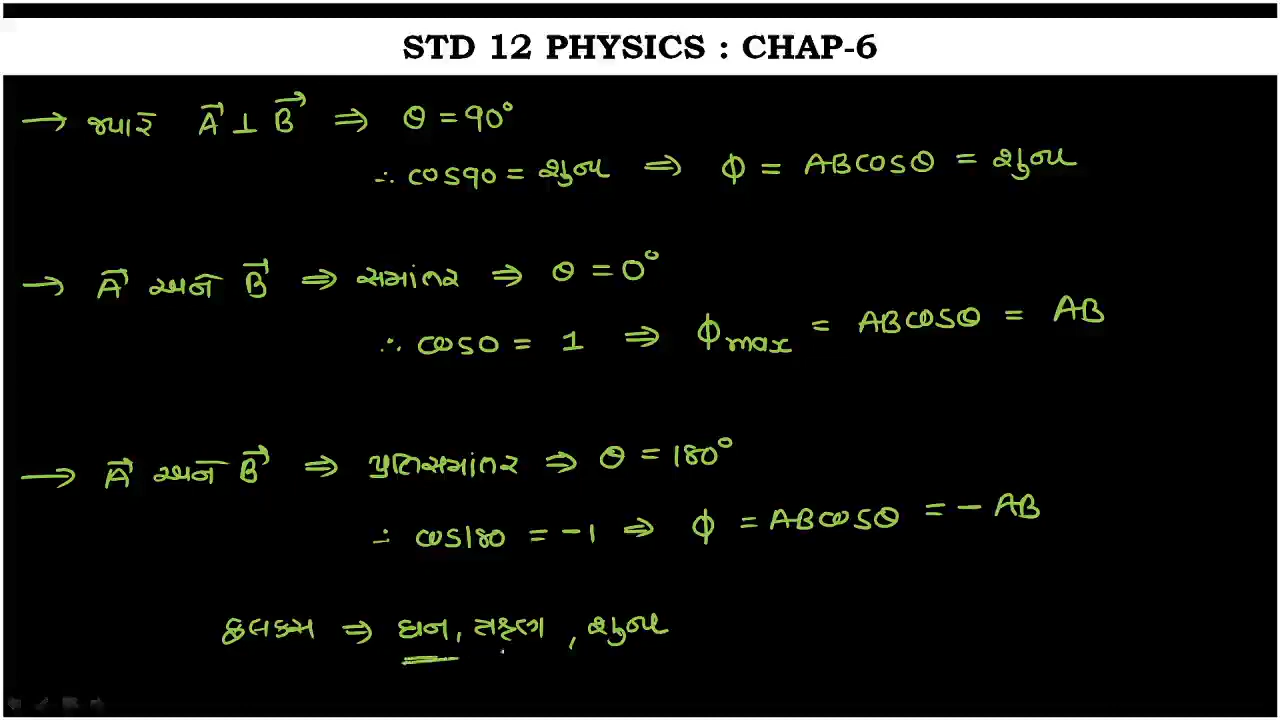 STD 12 PHYSICS : CHAP-6
→ જ્યારે A⃗ ⊥ B⃗ ⇒ θ = 90°
∴ cos90 = શૂન્ય ⇒ ϕ = ABcosθ = શૂન્ય
→ A⃗ અને B⃗ ⇒ સમાંતર ⇒ θ = 0°
∴ cos0 = 1 ⇒ ϕmax = ABcosθ = AB
→ A⃗ અને B⃗ ⇒ પ્રતિસમાંતર ⇒ θ = 180°
∴ cos180 = -1 ⇒ ϕ = ABcosθ = - AB
ફ્લક્સ ⇒ ધન, ઋણ, શૂન્ય